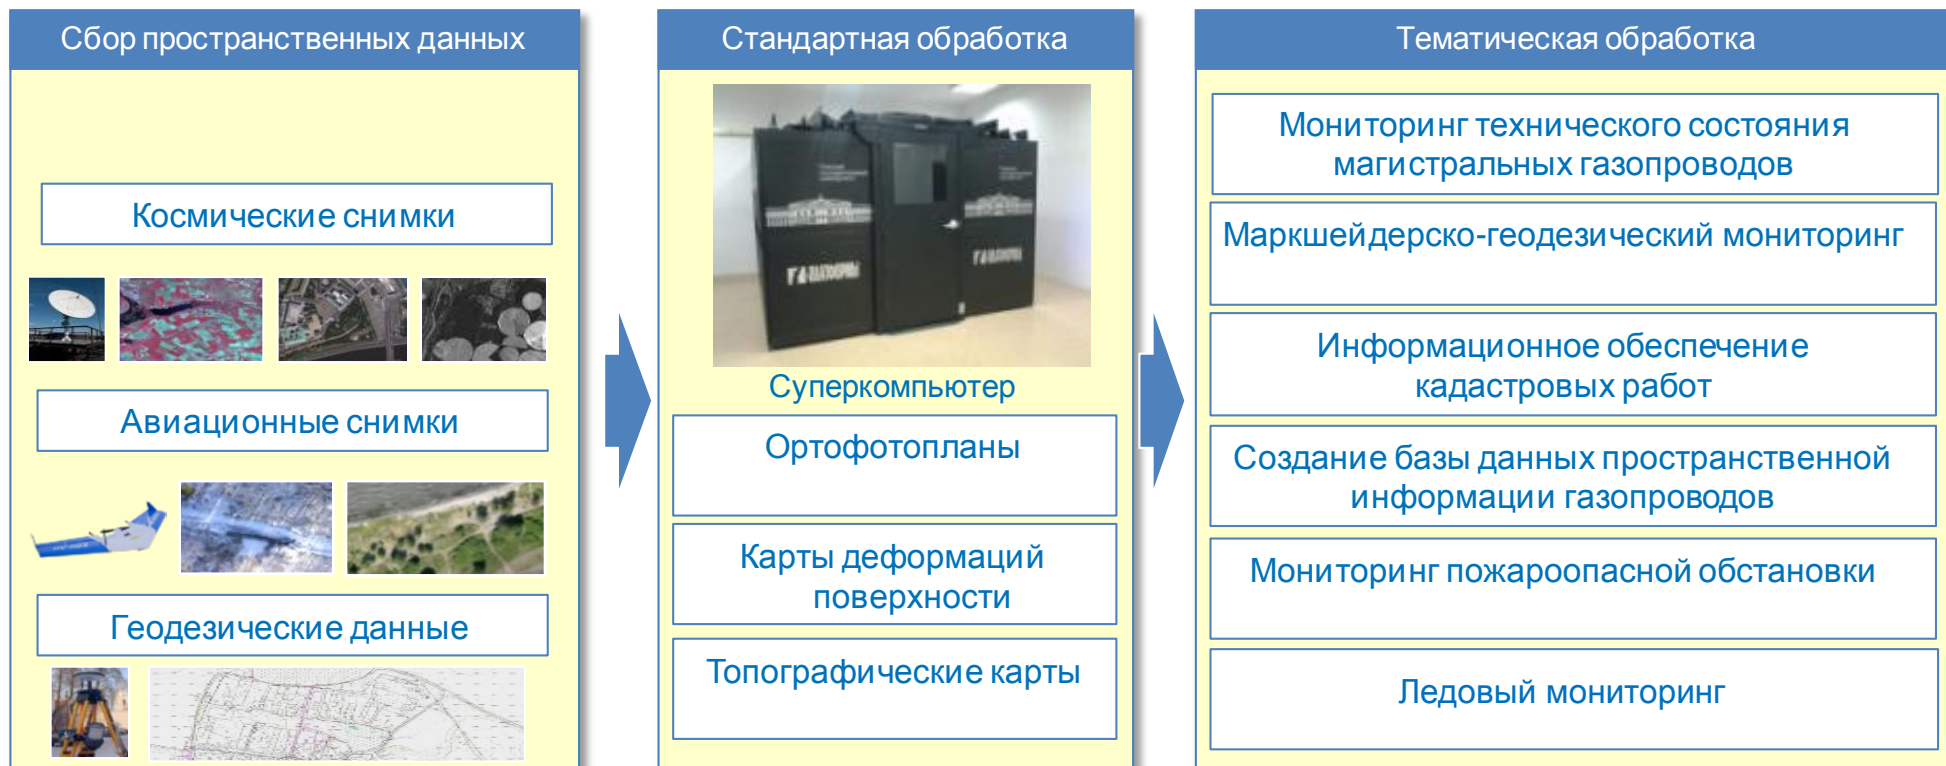 Сбор пространственных данных
Космические снимки
Авиационные снимки
Геодезические данные
Стандартная обработка
Суперкомпьютер
Ортофотопланы
Карты деформаций
поверхности
Топографические карты
Тематическая обработка
Мониторинг технического состояния
магистральных газопроводов
Маркшейдерско-геодезический мониторинг
Информационное обеспечение
кадастровых работ
Создание базы данных пространственной
информации газопроводов
Мониторинг пожароопасной обстановки
Ледовый мониторинг